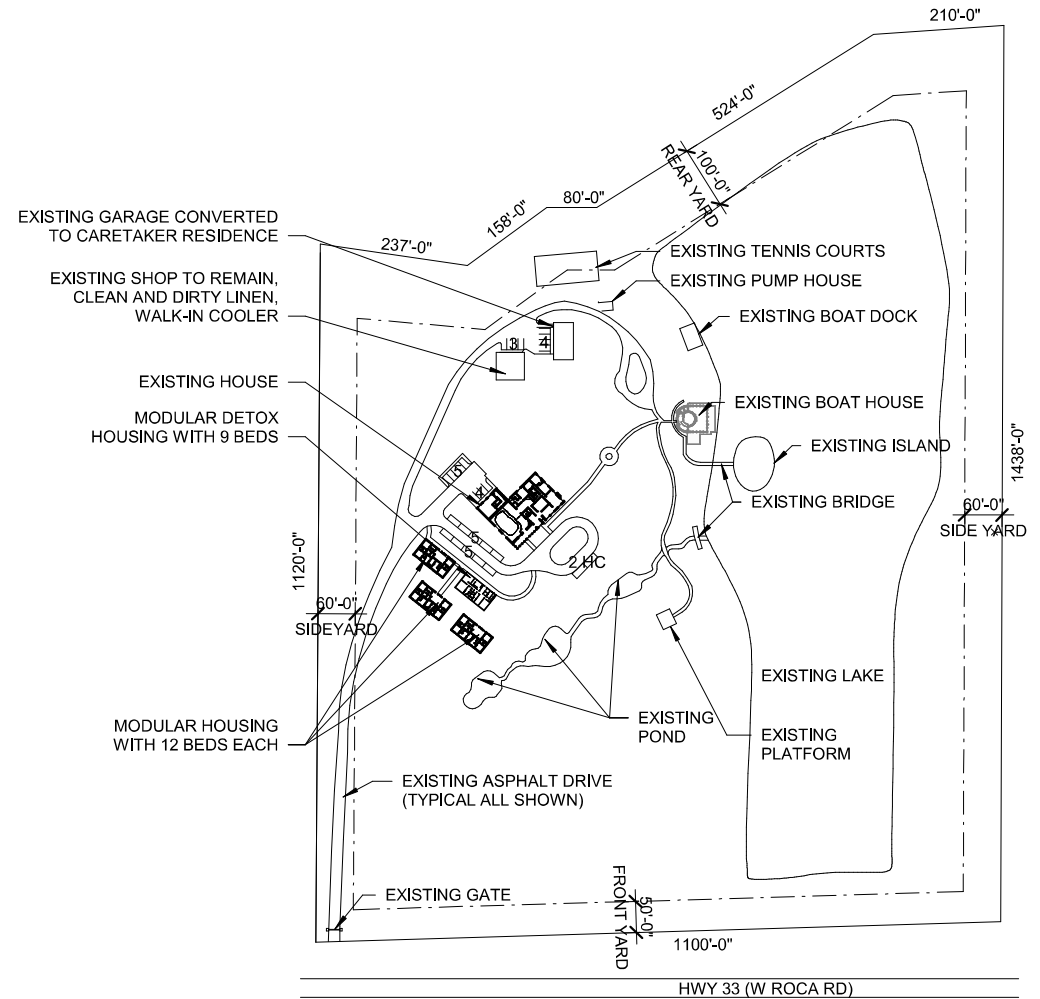 210'-0"
524'-0"
100'-0"
REAR YARD
80'-0"
158'-0"
237'-0"
EXISTING GARAGE CONVERTED
TO CARETAKER RESIDENCE
EXISTING SHOP TO REMAIN,
CLEAN AND DIRTY LINEN,
WALK-IN COOLER
EXISTING TENNIS COURTS
EXISTING PUMP HOUSE
EXISTING BOAT DOCK
3
4
EXISTING HOUSE
MODULAR DETOX
HOUSING WITH 9 BEDS
EXISTING BOAT HOUSE
EXISTING ISLAND
1438'-0"
5
4
EXISTING BRIDGE
60'-0"
SIDE YARD
5
5
2 HC
1120'-0"
60'-0"
SIDEYARD
EXISTING LAKE
MODULAR HOUSING
WITH 12 BEDS EACH
EXISTING
POND
EXISTING
PLATFORM
EXISTING ASPHALT DRIVE
(TYPICAL ALL SHOWN)
EXISTING GATE
FRONT YARD
50'-0"
1100'-0"
HWY 33 (W ROCA RD)